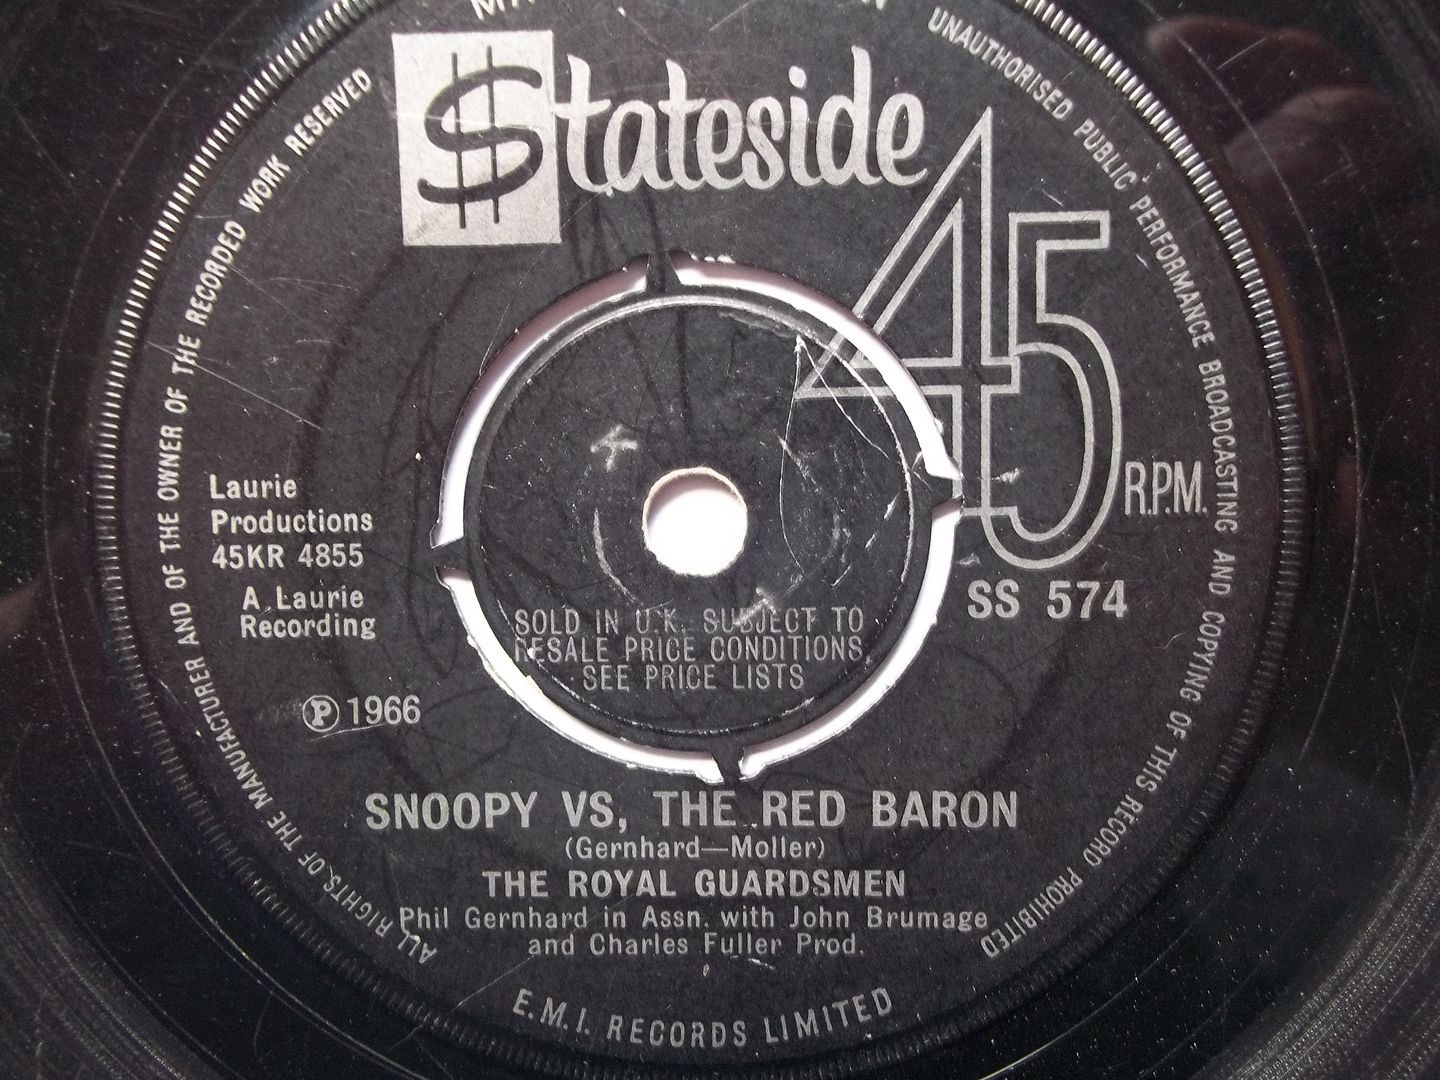 $tateside
45
R.P.M.
SS 574
Laurie
Productions
45KR 4855
A Laurie
Recording
Ⓟ 1966
SOLD IN U.K. SUBJECT TO
RESALE PRICE CONDITIONS,
SEE PRICE LISTS
SNOOPY VS, THE RED BARON
(Gernhard—Moller)
THE ROYAL GUARDSMEN
Phil Gernhard in Assn. with John Brumage
and Charles Fuller Prod.
E.M.I. RECORDS LIMITED
ALL RIGHTS OF THE MANUFACTURER AND OF THE OWNER OF THE RECORDED WORK RESERVED
UNAUTHORISED PUBLIC PERFORMANCE BROADCASTING AND COPYING OF THIS RECORD PROHIBITED